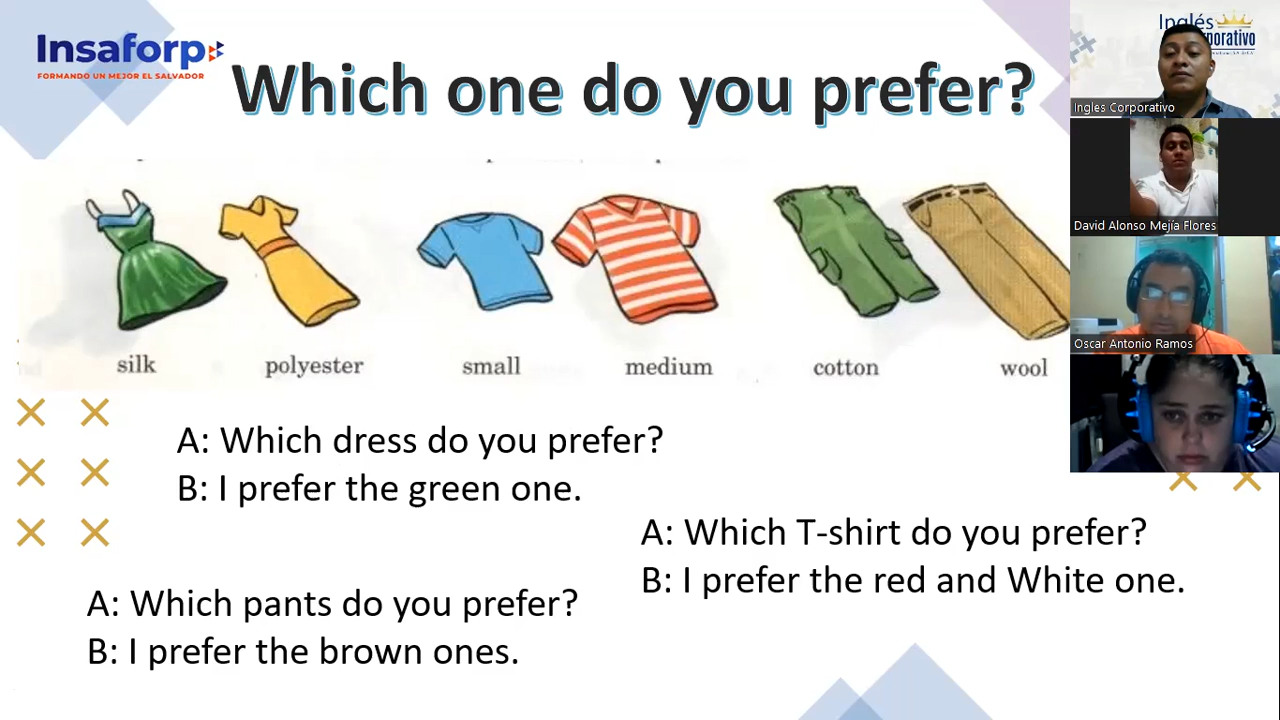 Insaforp
FORMANDO UN MEJOR EL SALVADOR
Which one do you prefer?
silk polyester small medium cotton wool
A: Which dress do you prefer?
B: I prefer the green one.
A: Which T-shirt do you prefer?
B: I prefer the red and White one.
A: Which pants do you prefer?
B: I prefer the brown ones.
Inglés
Ingles Corporativo
David Alonso Mejía Flores
Oscar Antonio Ramos